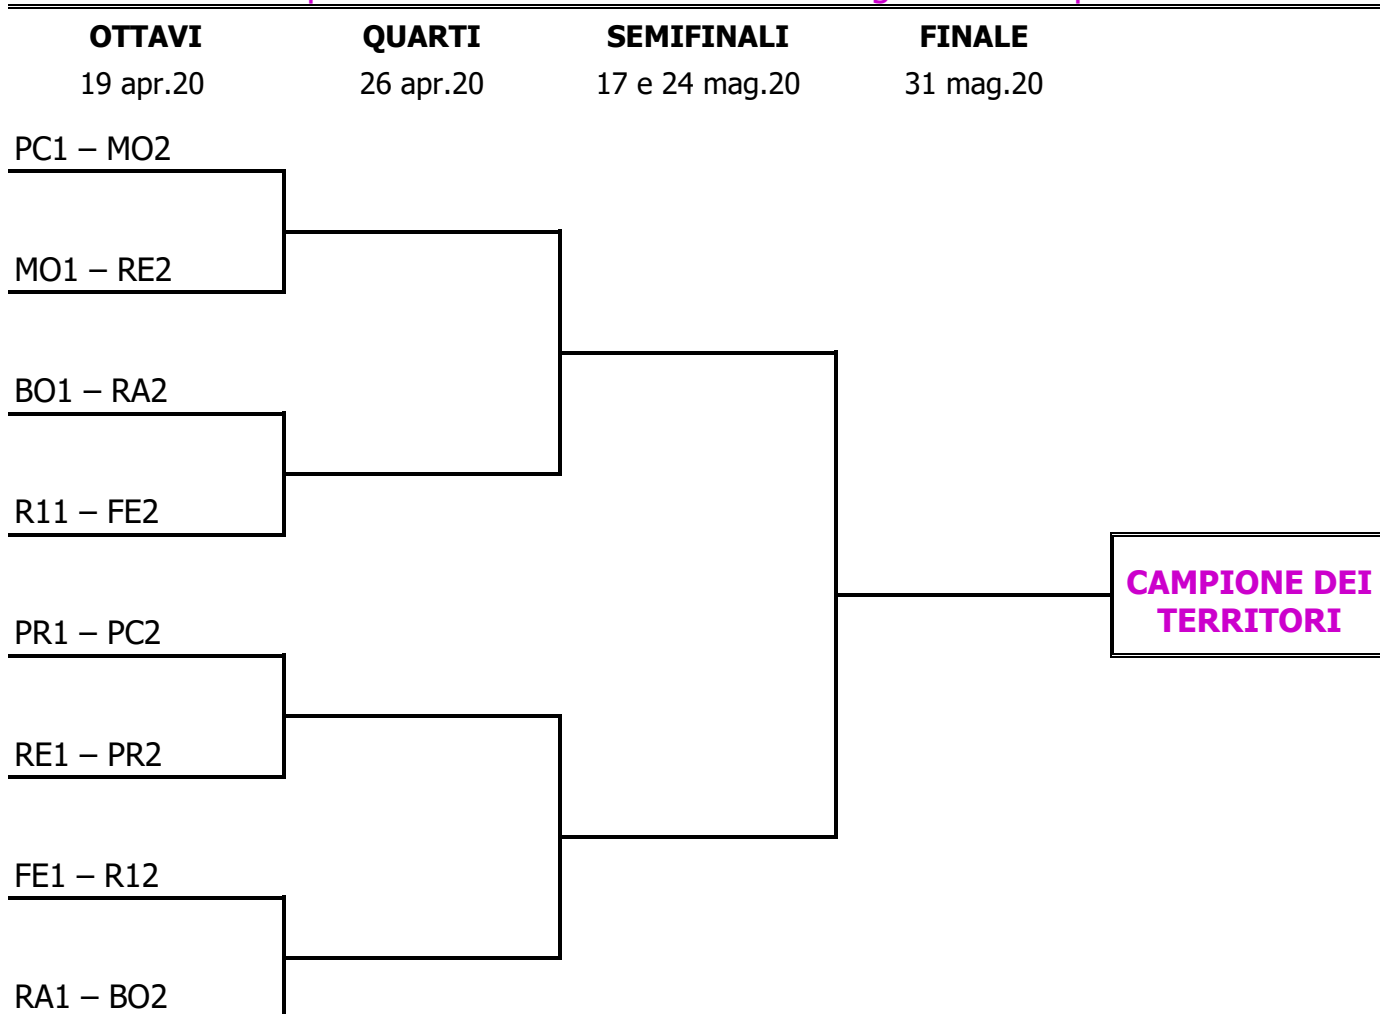 OTTAVI QUARTI SEMIFINALI FINALE
19 apr.20 26 apr.20 17 e 24 mag.20 31 mag.20
PC1 – MO2
MO1 – RE2
BO1 – RA2
R11 – FE2
CAMPIONE DEI
TERRITORI
PR1 – PC2
RE1 – PR2
FE1 – R12
RA1 – BO2